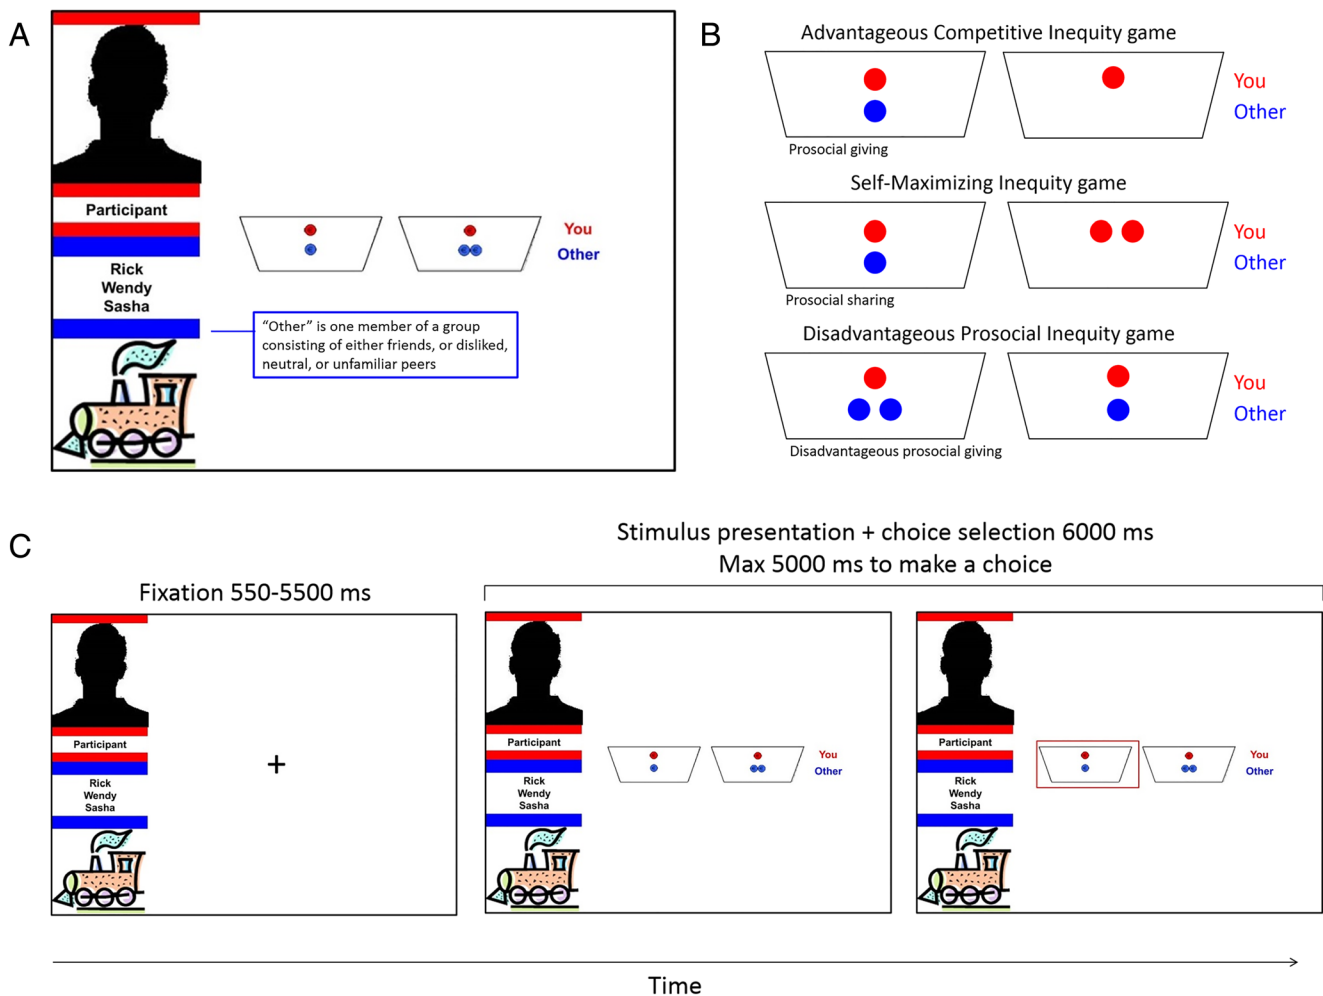 A
Participant
Rick
Wendy
Sasha
You
Other
“Other” is one member of a group
consisting of either friends, or disliked,
neutral, or unfamiliar peers
B
Advantageous Competitive Inequity game
You
Other
Prosocial giving
Self-Maximizing Inequity game
You
Other
Prosocial sharing
Disadvantageous Prosocial Inequity game
You
Other
Disadvantageous prosocial giving
C
Fixation 550-5500 ms
Stimulus presentation + choice selection 6000 ms
Max 5000 ms to make a choice
Participant
Rick
Wendy
Sasha
+
Participant
Rick
Wendy
Sasha
You
Other
Participant
Rick
Wendy
Sasha
You
Other
Time